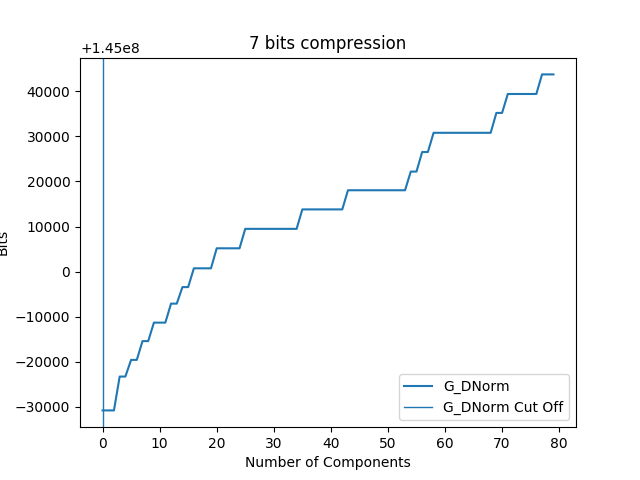 7 bits compression
+1.45e8
40000
30000
20000
10000
0
−10000
−20000
−30000
Bits
0 10 20 30 40 50 60 70 80
Number of Components
G_DNorm
G_DNorm Cut Off